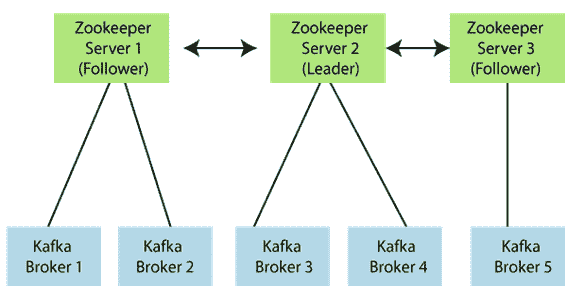 Zookeeper
Server 1
(Follower)
Zookeeper
Server 2
(Leader)
Zookeeper
Server 3
(Follower)
Kafka
Broker 1
Kafka
Broker 2
Kafka
Broker 3
Kafka
Broker 4
Kafka
Broker 5